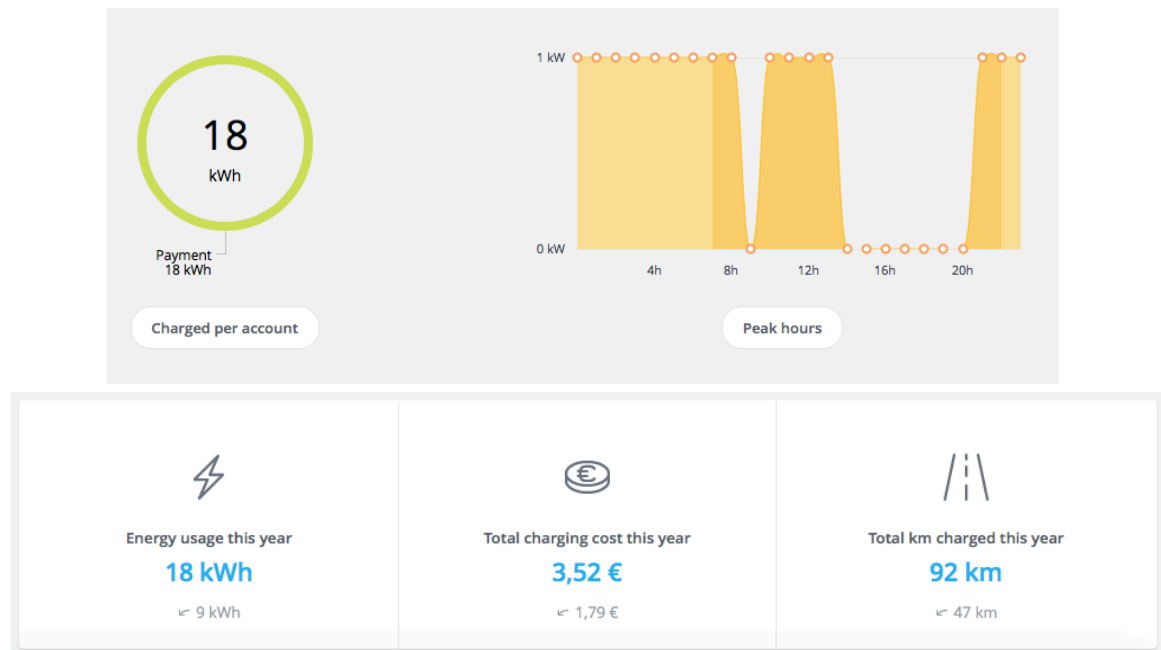 18
kWh
Payment
18 kWh
Charged per account
1 kW
0 kW
4h 8h 12h 16h 20h
Peak hours
Energy usage this year
18 kWh
9 kWh
Total charging cost this year
3,52 €
1,79 €
Total km charged this year
92 km
47 km